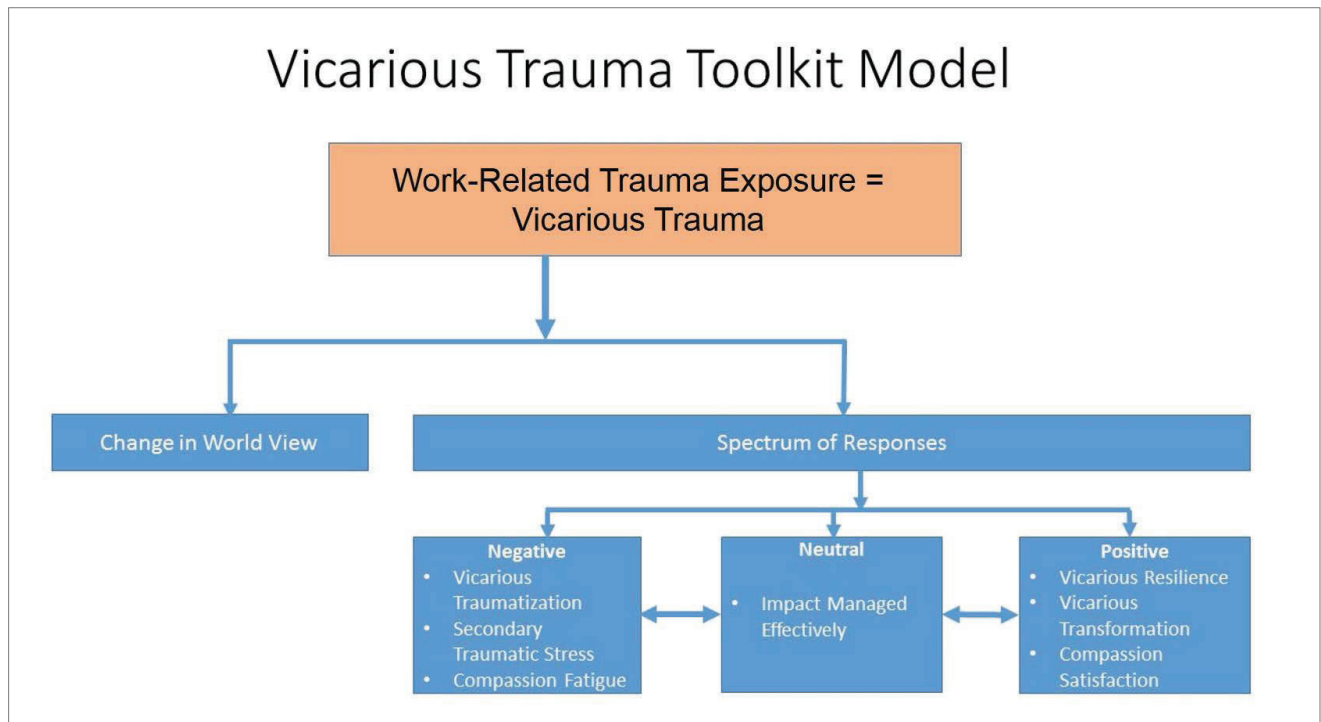 Vicarious Trauma Toolkit Model
Work-Related Trauma Exposure =
Vicarious Trauma
Change in World View
Spectrum of Responses
Negative
• Vicarious
Traumatization
• Secondary
Traumatic Stress
• Compassion Fatigue
Neutral
• Impact Managed
Effectively
Positive
• Vicarious Resilience
• Vicarious
Transformation
• Compassion
Satisfaction